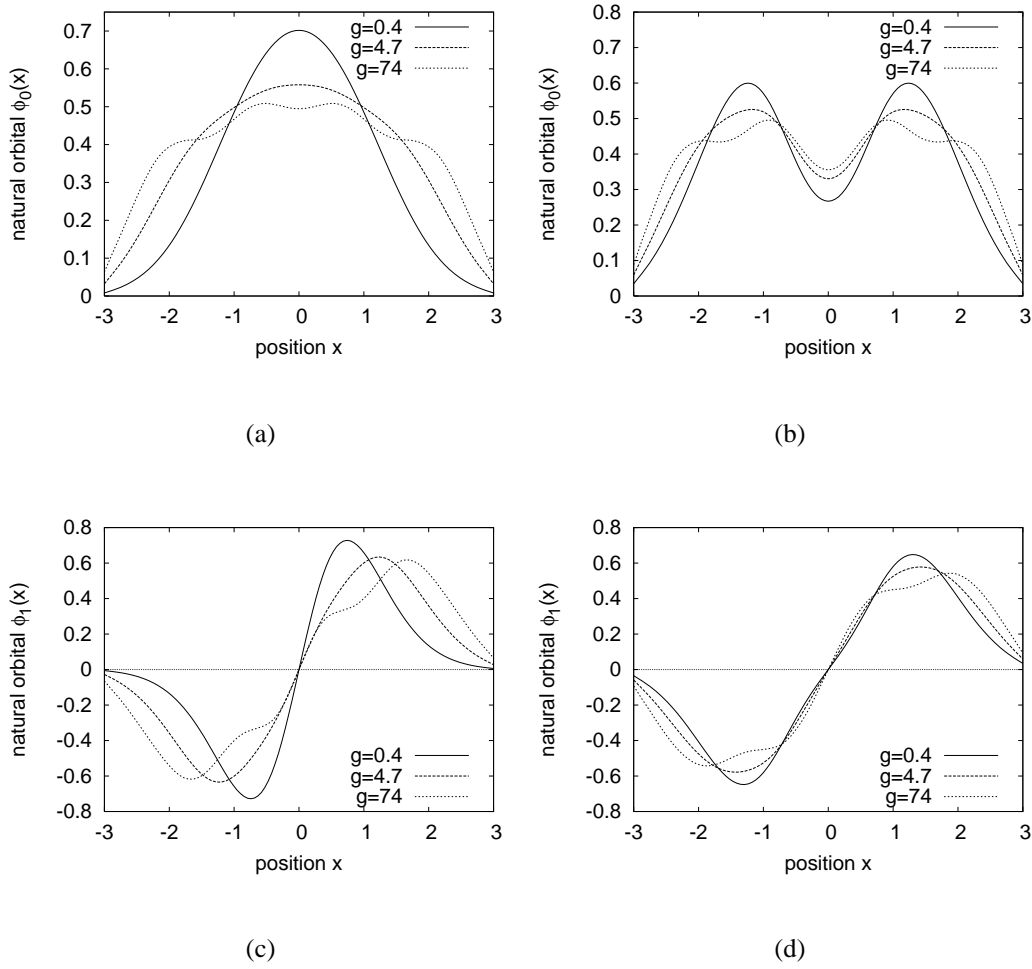 natural orbital ϕ0(x)
0.7
0.6
0.5
0.4
0.3
0.2
0.1
0
-3 -2 -1 0 1 2 3
position x
g=0.4
g=4.7
g=74
(a)
natural orbital ϕ0(x)
0.8
0.7
0.6
0.5
0.4
0.3
0.2
0.1
0
-3 -2 -1 0 1 2 3
position x
g=0.4
g=4.7
g=74
(b)
natural orbital ϕ1(x)
0.8
0.6
0.4
0.2
0
-0.2
-0.4
-0.6
-0.8
-3 -2 -1 0 1 2 3
position x
g=0.4
g=4.7
g=74
(c)
natural orbital ϕ1(x)
0.8
0.6
0.4
0.2
0
-0.2
-0.4
-0.6
-0.8
-3 -2 -1 0 1 2 3
position x
g=0.4
g=4.7
g=74
(d)